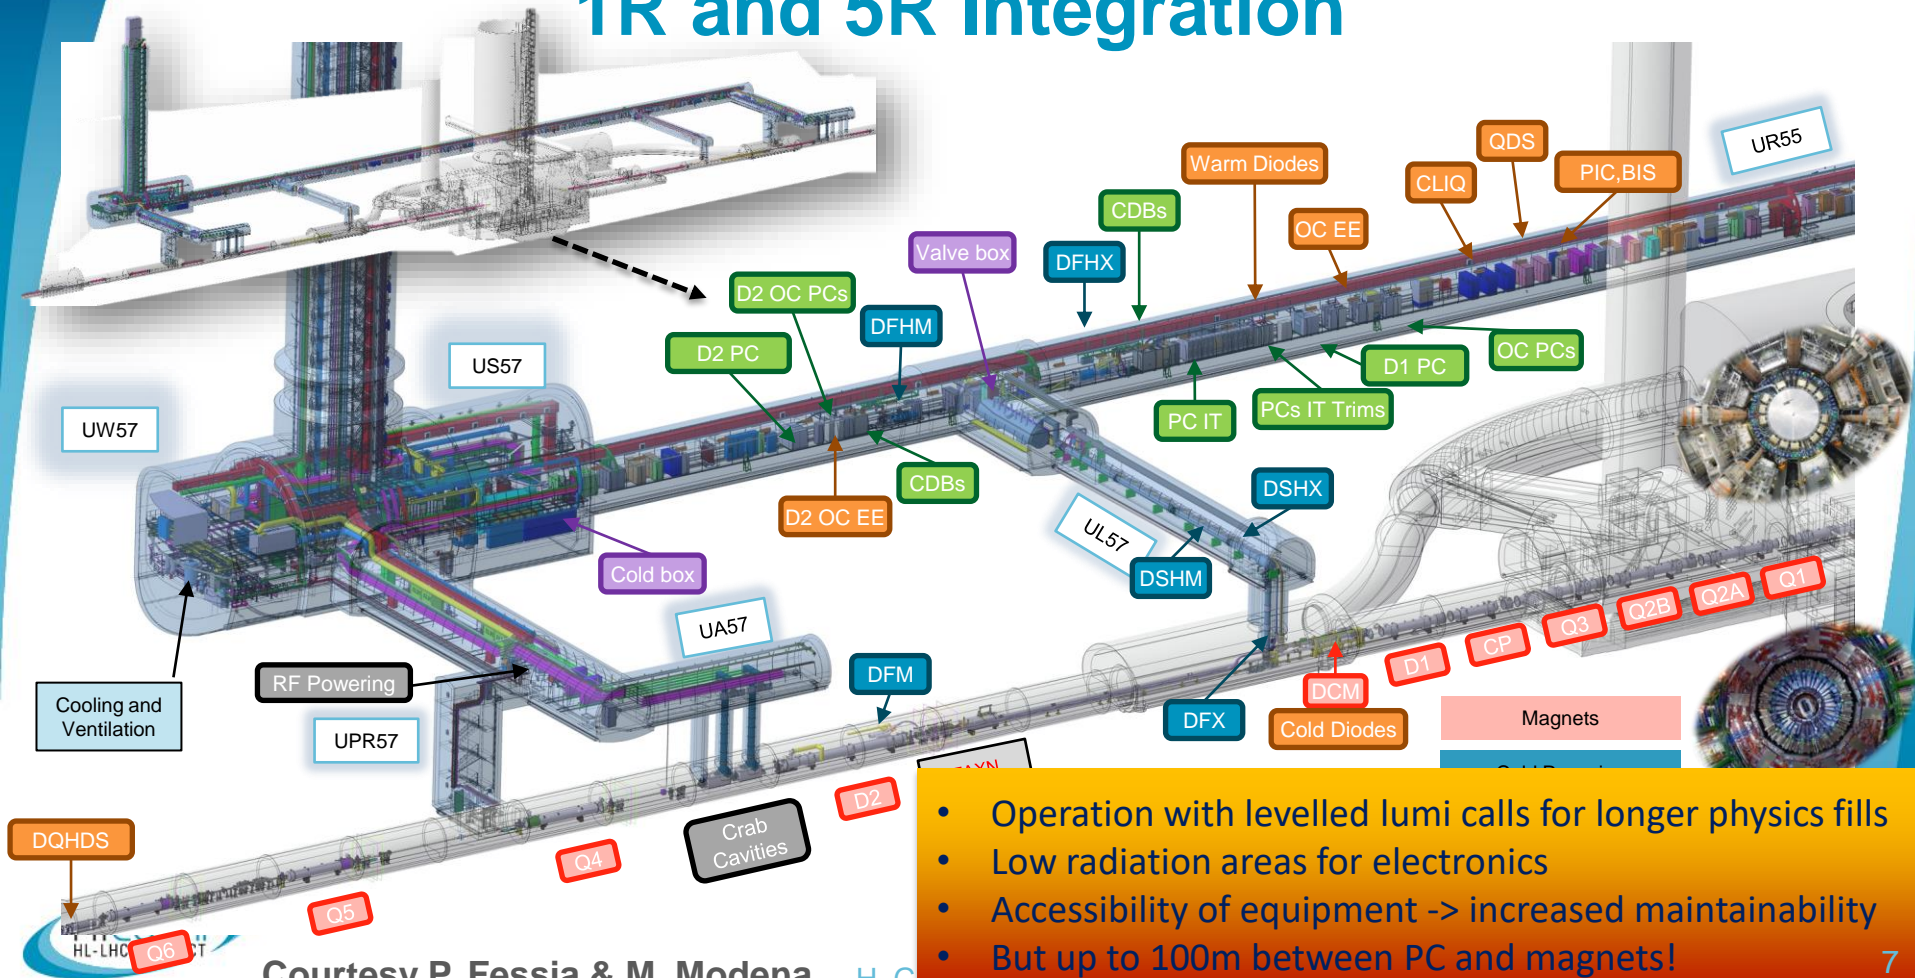 1R and 5R Integration
UR55
QDS
PIC,BIS
Warm Diodes
CLIQ
CDBs
OC EE
Valve box
DFHX
D2 OC PCs
DFHM
D2 PC
OC PCs
D1 PC
US57
PCs IT Trims
PC IT
UW57
CDBs
DSHX
D2 OC EE
UL57
Cold box
DSHM
Q1
Q2A
Q2B
Q3
CP
D1
UA57
RF Powering
DFM
DCM
Cooling and
Ventilation
DFX
Cold Diodes
Magnets
UPR57
D2
Crab
Cavities
DQHDS
Q4
Q5
Q6
HL-LHC
• Operation with levelled lumi calls for longer physics fills
• Low radiation areas for electronics
• Accessibility of equipment -> increased maintainability
• But up to 100m between PC and magnets!
Courtesy P. Fessia & M. Modena
7